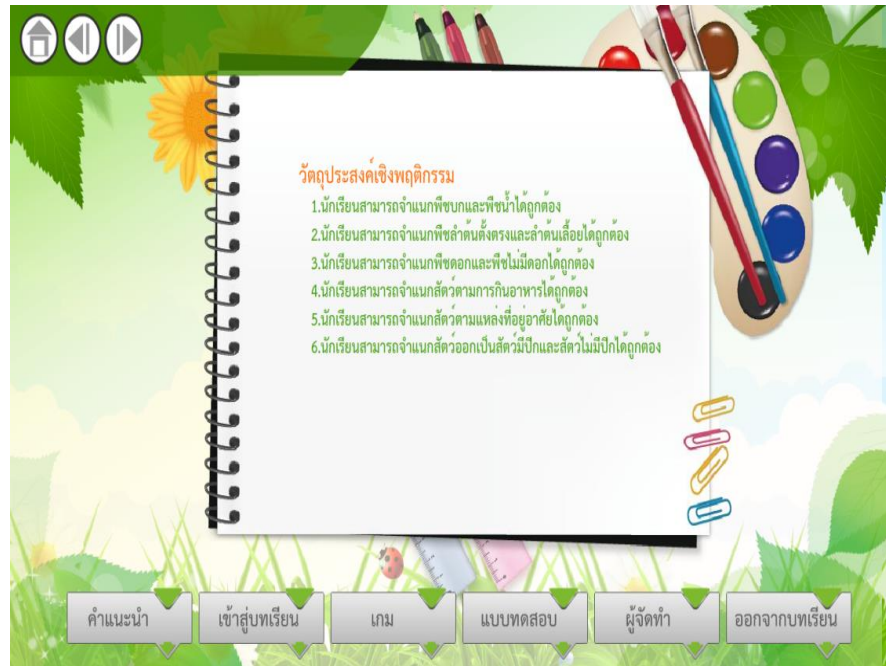 วัตถุประสงค์เชิงพฤติกรรม
1.นักเรียนสามารถจำแนกพืชบกและพืชน้ำได้ถูกต้อง
2.นักเรียนสามารถจำแนกพืชลำต้นตั้งตรงและลำต้นเลื้อยได้ถูกต้อง
3.นักเรียนสามารถจำแนกพืชดอกและพืชไม่มีดอกได้ถูกต้อง
4.นักเรียนสามารถจำแนกสัตว์ตามการกินอาหารได้ถูกต้อง
5.นักเรียนสามารถจำแนกสัตว์ตามแหล่งที่อยู่อาศัยได้ถูกต้อง
6.นักเรียนสามารถจำแนกสัตว์ออกเป็นสัตว์มีปีกและสัตว์ไม่มีปีกได้ถูกต้อง
คำแนะนำ
เข้าสู่บทเรียน
เกม
แบบทดสอบ
ผู้จัดทำ
ออกจากบทเรียน